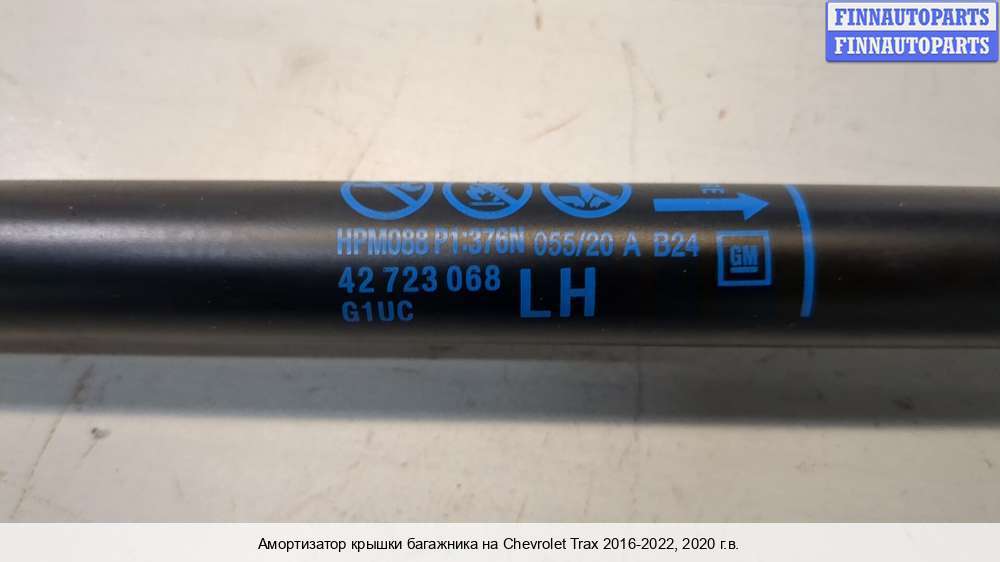 FINNAUTOPARTS
FINNAUTOPARTS
HPM088 P1:376N 055/20 A B24
GM
42 723 068
LH
G1UC
Амортизатор крышки багажника на Chevrolet Trax 2016-2022, 2020 г.в.